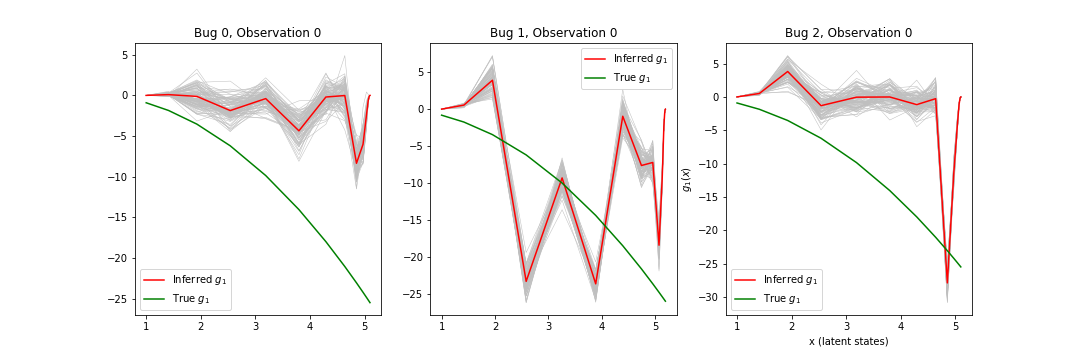 Bug 0, Observation 0
5
0
−5
−10
−15
−20
−25
1 2 3 4 5
Inferred g₁
True g₁
Bug 1, Observation 0
0
−5
−10
−15
−20
−25
1 2 3 4 5
Inferred g₁
True g₁
Bug 2, Observation 0
g₁(x)
5
0
−5
−10
−15
−20
−25
−30
1 2 3 4 5
x (latent states)
Inferred g₁
True g₁